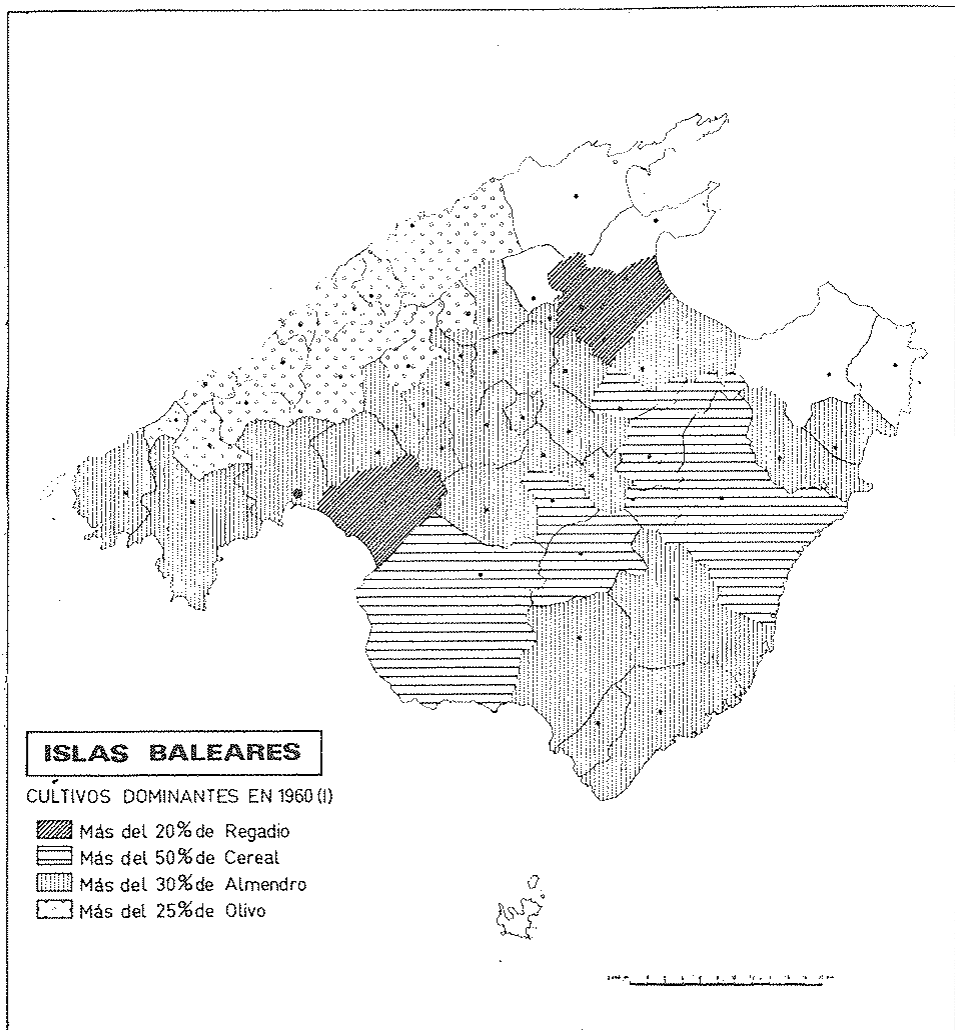 ISLAS BALEARES
CULTIVOS DOMINANTES EN 1960 (I)
Más del 20% de Regadio
Más del 50% de Cereal
Más del 30% de Almendro
Más del 25% de Olivo